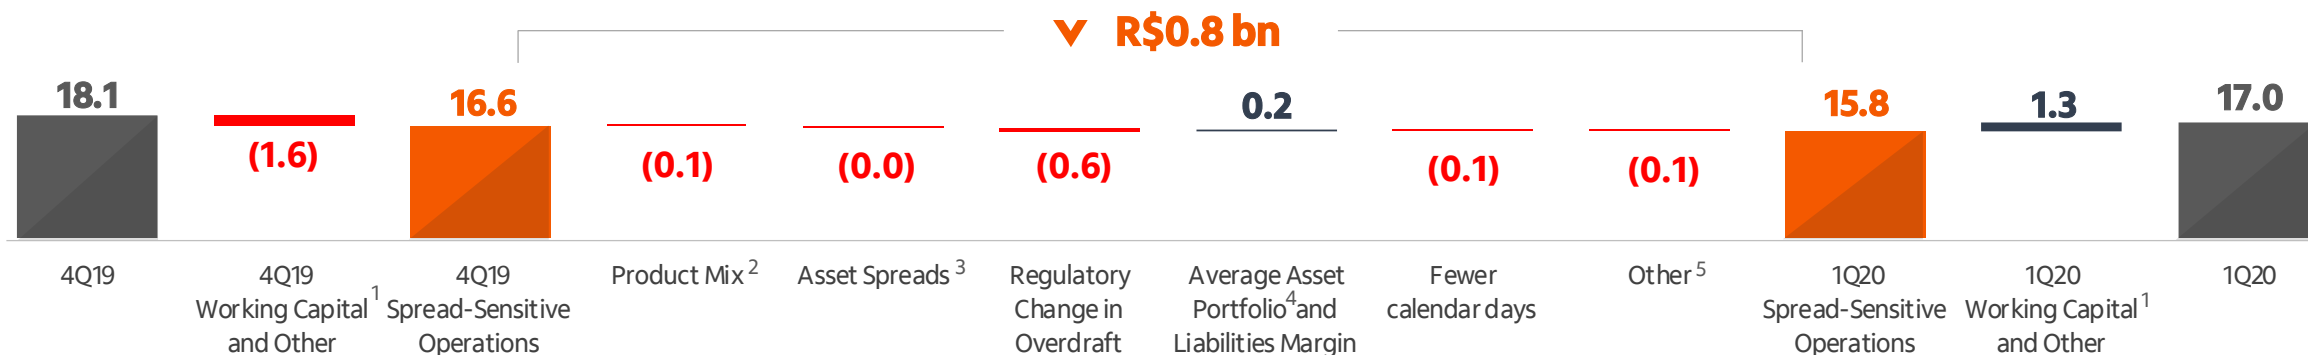 R$0.8 bn
18.1
(1.6)
16.6
(0.1)
(0.0)
(0.6)
0.2
(0.1)
(0.1)
15.8
1.3
17.0
4Q19
4Q19
Working Capital 1
and Other
4Q19
Spread-Sensitive
Operations
Product Mix 2
Asset Spreads 3
Regulatory
Change in
Overdraft
Average Asset
Portfolio4and
Liabilities Margin
Fewer
calendar days
Other 5
1Q20
Spread-Sensitive
Operations
1Q20
Working Capital 1
and Other
1Q20